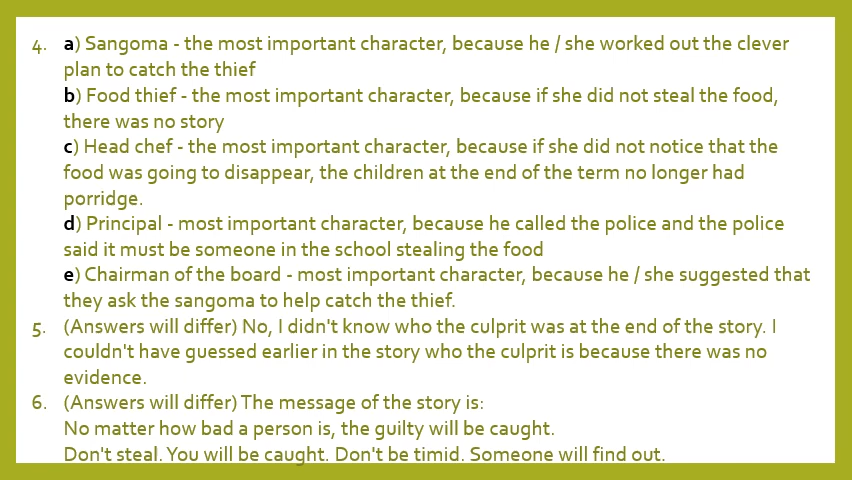 4. a) Sangoma - the most important character, because he / she worked out the clever
plan to catch the thief
b) Food thief - the most important character, because if she did not steal the food,
there was no story
c) Head chef - the most important character, because if she did not notice that the
food was going to disappear, the children at the end of the term no longer had
porridge.
d) Principal - most important character, because he called the police and the police
said it must be someone in the school stealing the food
e) Chairman of the board - most important character, because he / she suggested that
they ask the sangoma to help catch the thief.
5. (Answers will differ) No, I didn't know who the culprit was at the end of the story. I
couldn't have guessed earlier in the story who the culprit is because there was no
evidence.
6. (Answers will differ) The message of the story is:
No matter how bad a person is, the guilty will be caught.
Don't steal. You will be caught. Don't be timid. Someone will find out.